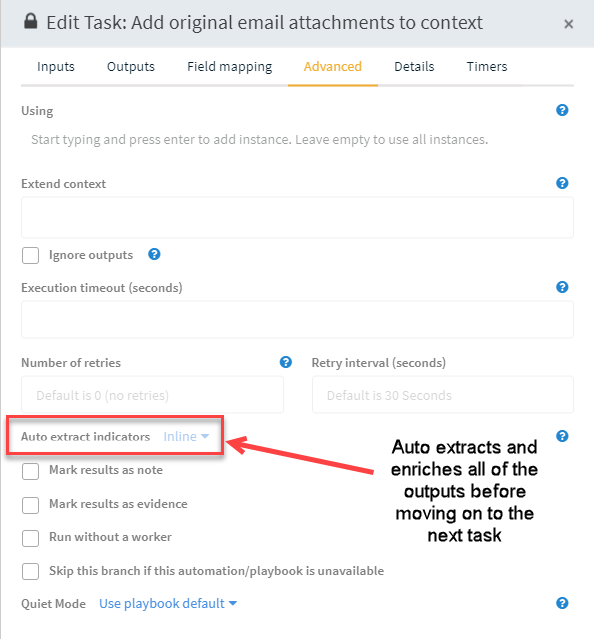 Edit Task: Add original email attachments to context ×
Inputs Outputs Field mapping Advanced Details Timers
Using ?
Start typing and press enter to add instance. Leave empty to use all instances.
Extend context ?
Ignore outputs ?
Execution timeout (seconds) ?
Number of retries ? Retry interval (seconds)
Default is 0 (no retries) Default is 30 Seconds
Auto extract indicators Inline ?
Auto extracts and
enriches all of the
outputs before
moving on to the
next task
Mark results as note
Mark results as evidence
Run without a worker
Skip this branch if this automation/playbook is unavailable
Quiet Mode Use playbook default ?